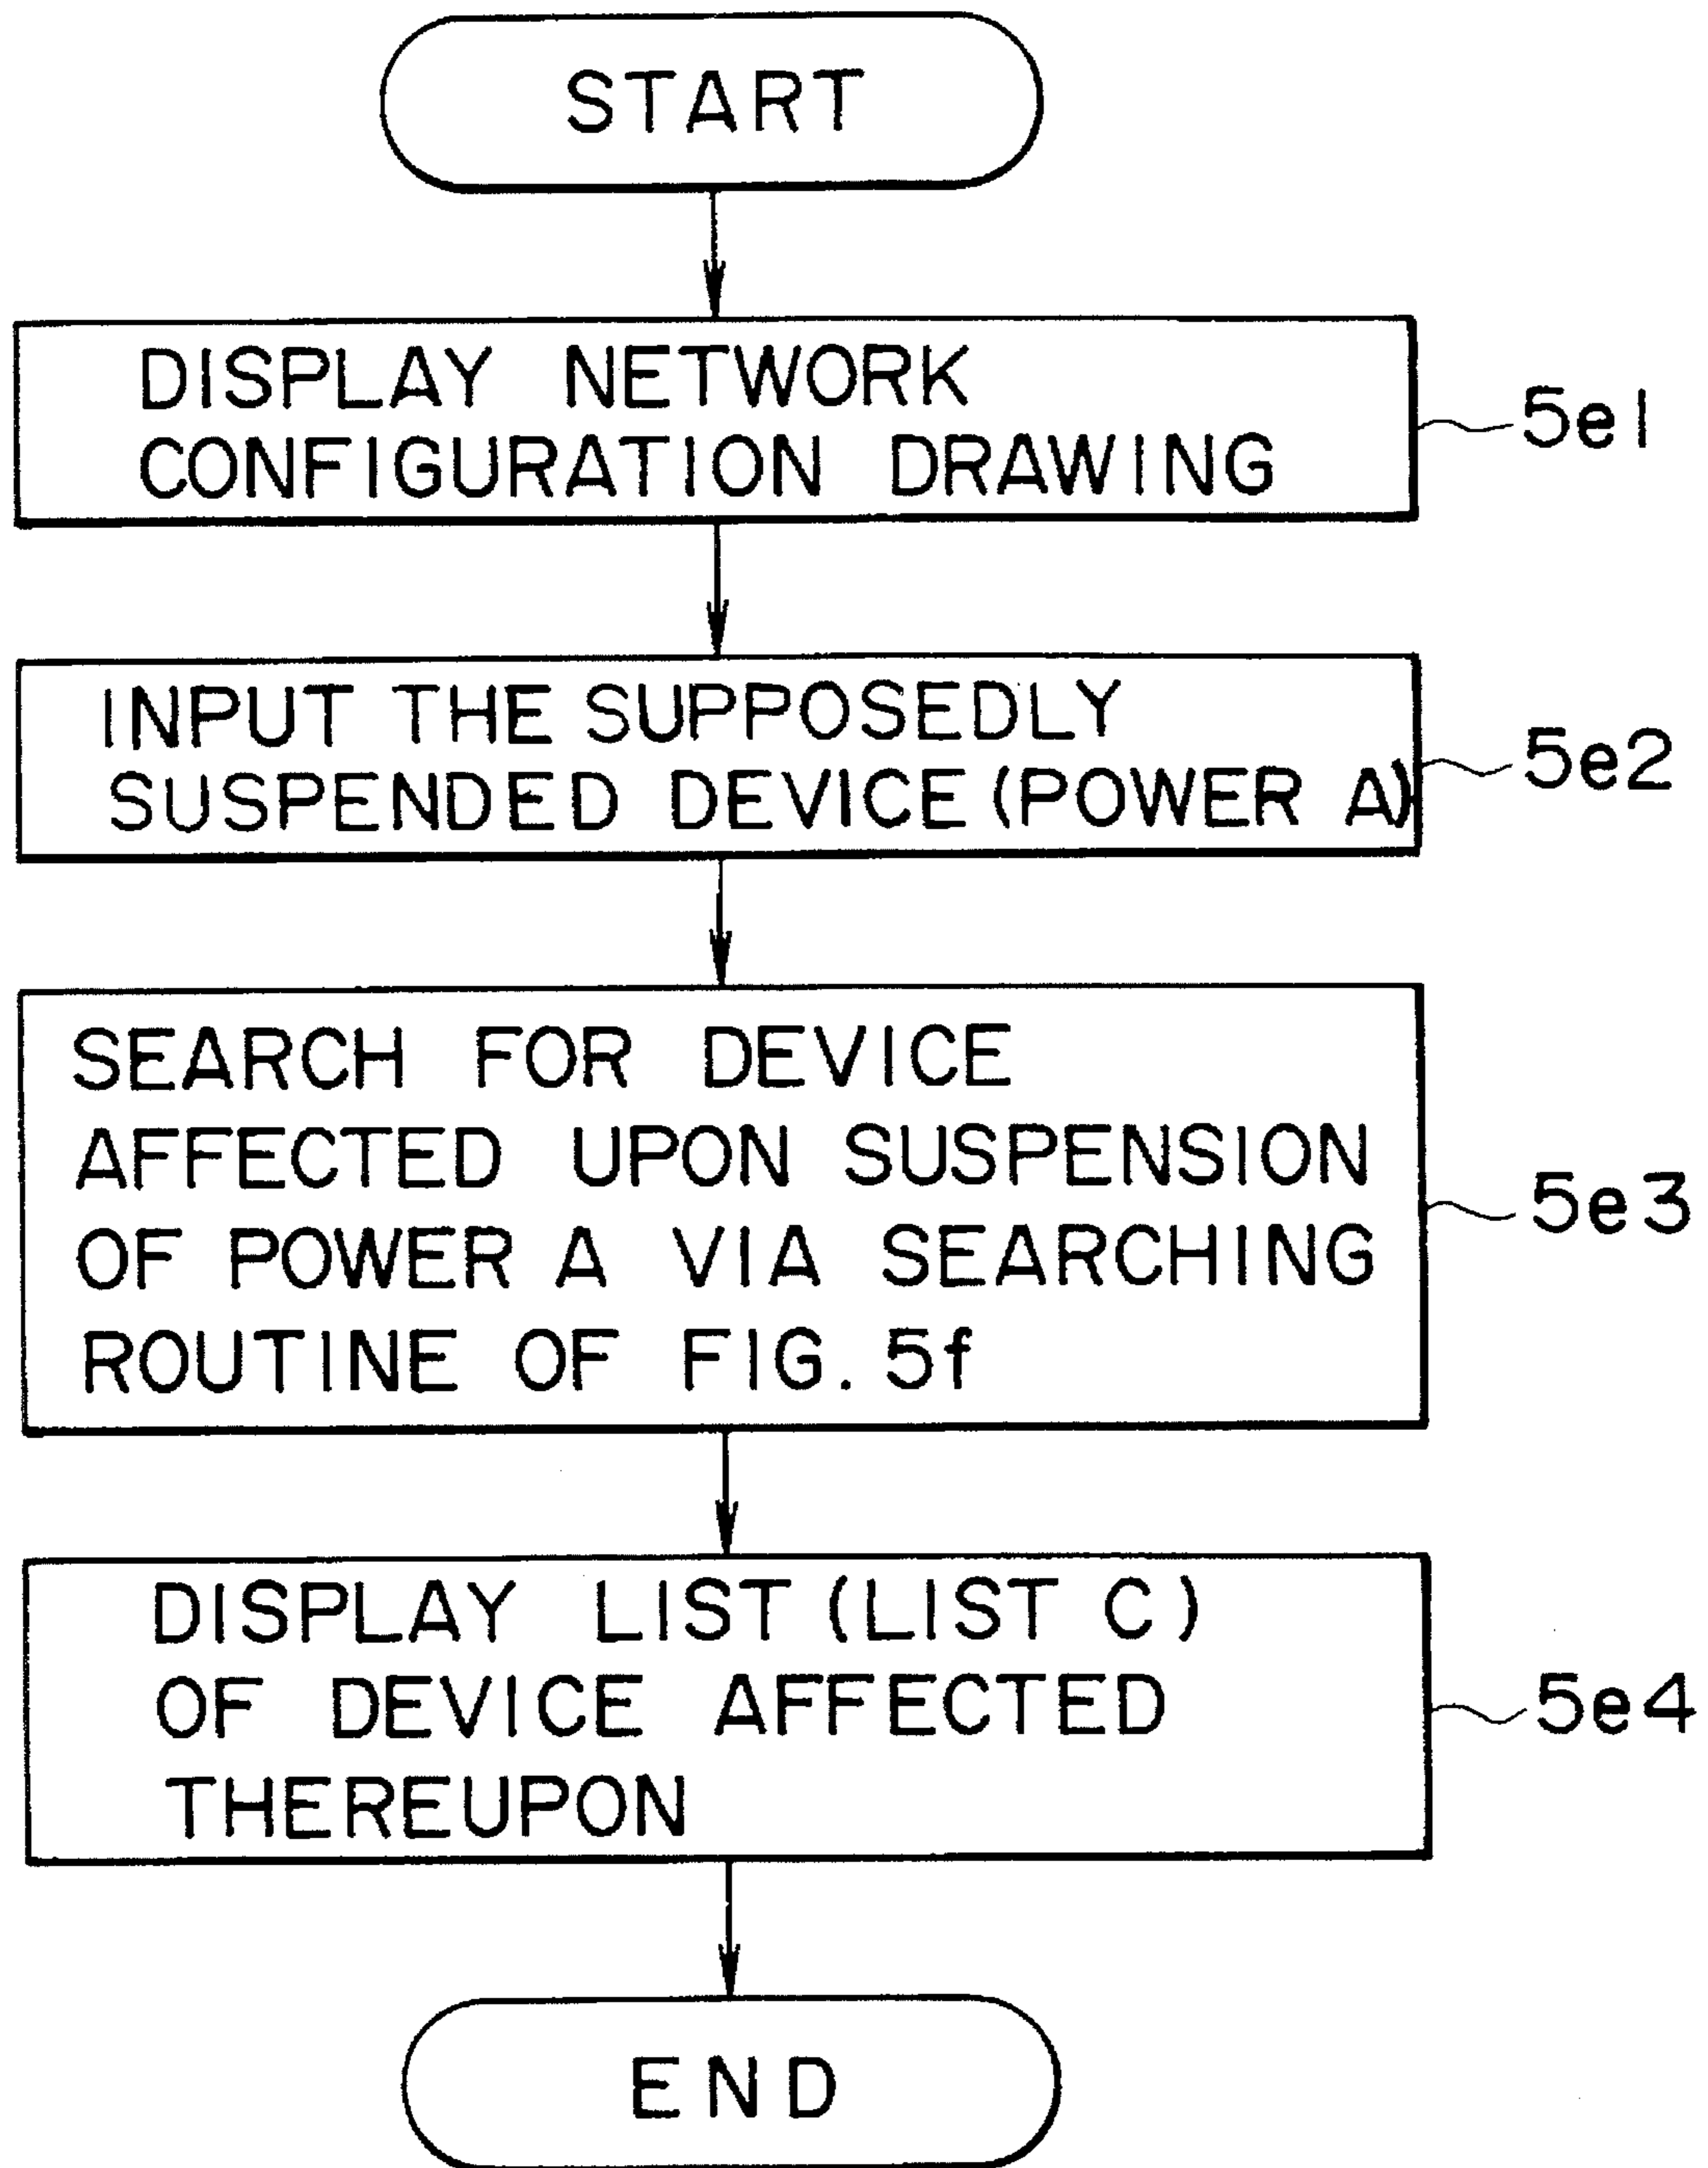 START
DISPLAY NETWORK
CONFIGURATION DRAWING
5e1
INPUT THE SUPPOSEDLY
SUSPENDED DEVICE (POWER A)
5e2
SEARCH FOR DEVICE
AFFECTED UPON SUSPENSION
OF POWER A VIA SEARCHING
ROUTINE OF FIG. 5f
5e3
DISPLAY LIST (LIST C)
OF DEVICE AFFECTED
THEREUPON
5e4
END